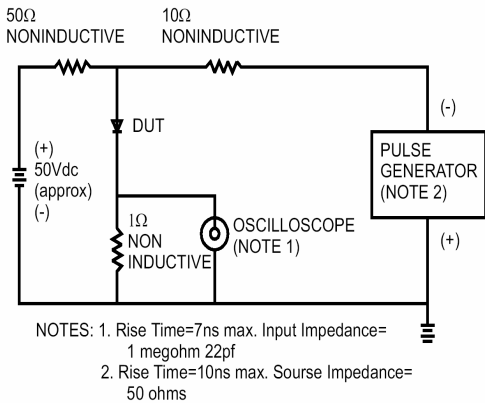 50Ω
NONINDUCTIVE
10Ω
NONINDUCTIVE
DUT
(+)
50Vdc
(approx)
(-)
1Ω
NON
INDUCTIVE
OSCILLOSCOPE
(NOTE 1)
(-)
PULSE
GENERATOR
(NOTE 2)
(+)
NOTES: 1. Rise Time=7ns max. Input Impedance=
1 megohm 22pf
2. Rise Time=10ns max. Sourse Impedance=
50 ohms